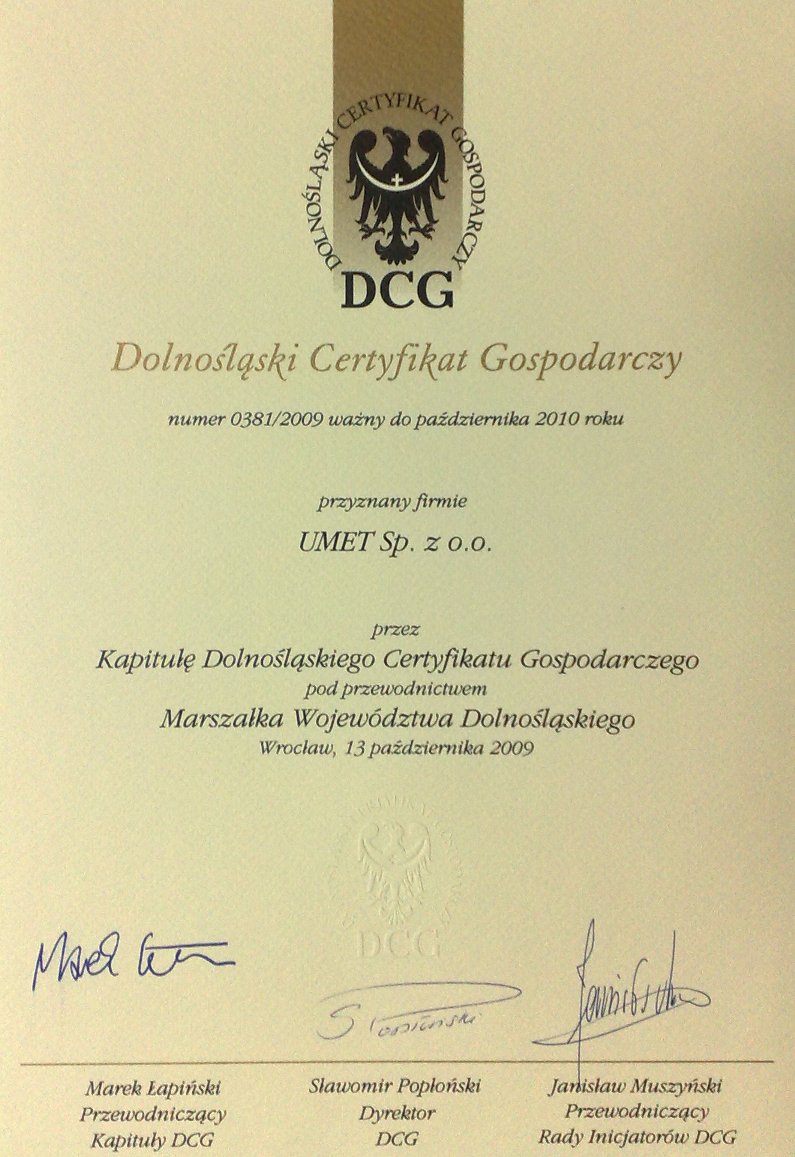 DOLNOŚLĄSKI CERTYFIKAT GOSPODARCZY
DCG
Dolnośląski Certyfikat Gospodarczy
numer 0381/2009 ważny do października 2010 roku
przyznany firmie
UMET Sp. z o.o.
przez
Kapitułę Dolnośląskiego Certyfikatu Gospodarczego
pod przewodnictwem
Marszałka Województwa Dolnośląskiego
Wrocław, 13 października 2009
DCG
Marek Łapiński
Przewodniczący
Kapituły DCG
Sławomir Popłoński
Dyrektor
DCG
Janisław Muszyński
Przewodniczący
Rady Inicjatorów DCG